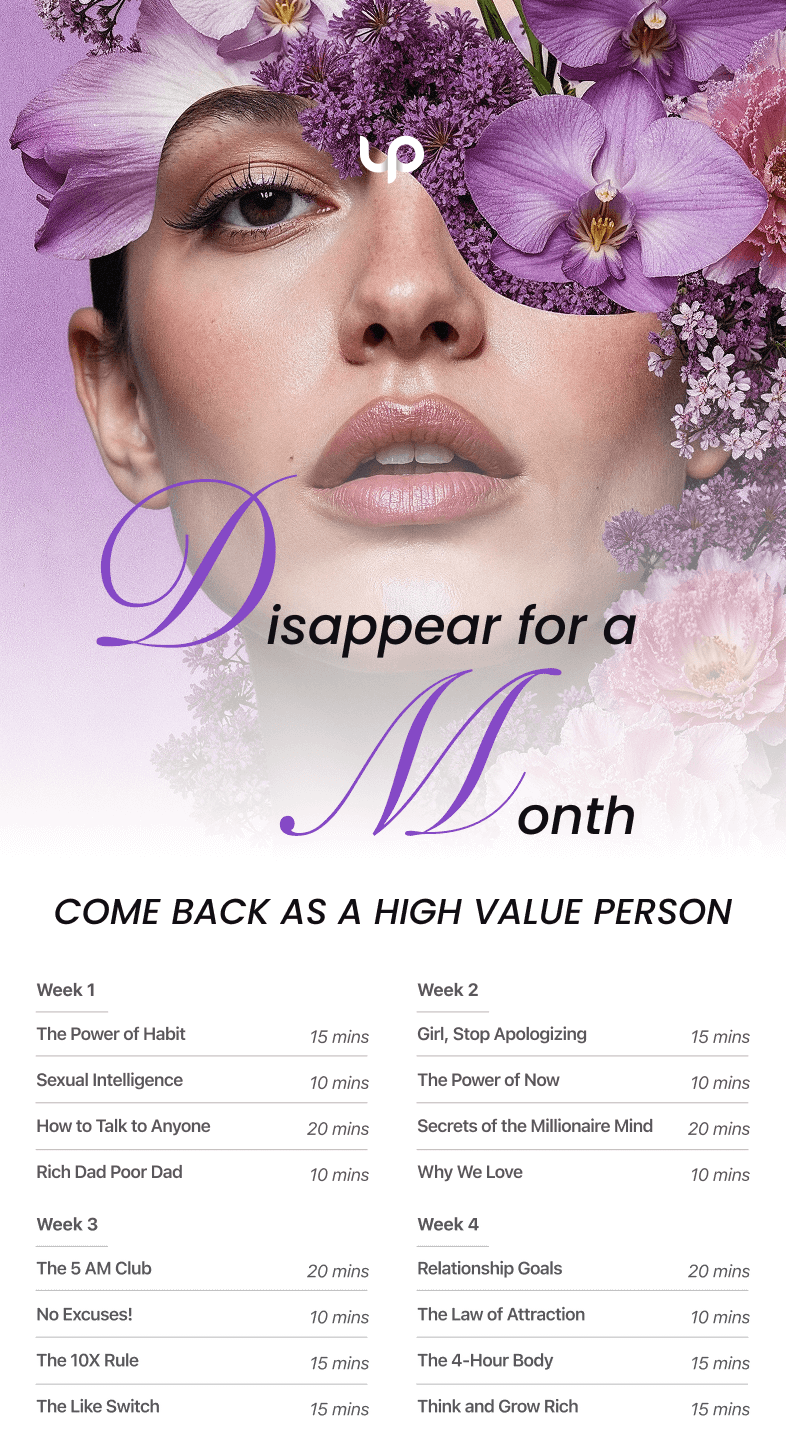 Disappear for a
Month
COME BACK AS A HIGH VALUE PERSON
Week 1
The Power of Habit 15 mins
Sexual Intelligence 10 mins
How to Talk to Anyone 20 mins
Rich Dad Poor Dad 10 mins
Week 2
Girl, Stop Apologizing 15 mins
The Power of Now 10 mins
Secrets of the Millionaire Mind 20 mins
Why We Love 10 mins
Week 3
The 5 AM Club 20 mins
No Excuses! 10 mins
The 10X Rule 15 mins
The Like Switch 15 mins
Week 4
Relationship Goals 20 mins
The Law of Attraction 10 mins
The 4-Hour Body 15 mins
Think and Grow Rich 15 mins